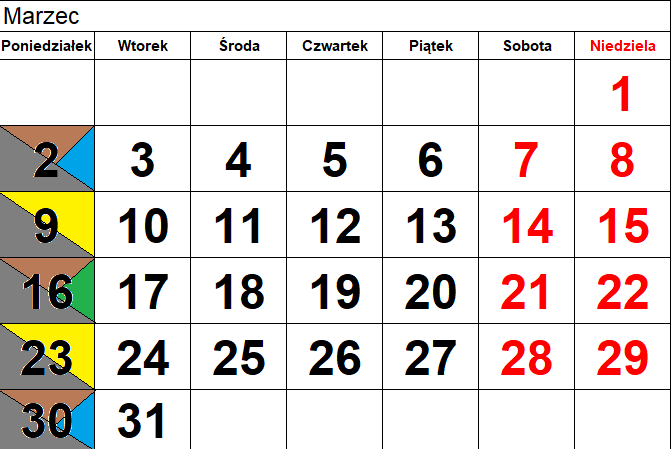 Marzec
Poniedziałek Wtorek Środa Czwartek Piątek Sobota Niedziela
1
2 3 4 5 6 7 8
9 10 11 12 13 14 15
16 17 18 19 20 21 22
23 24 25 26 27 28 29
30 31